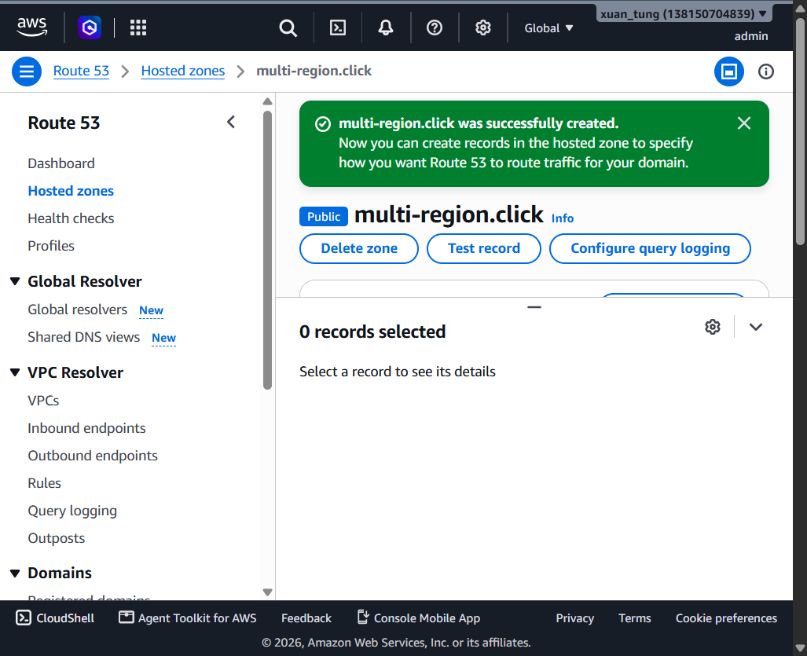 aws
Global
xuan_tung (138150704839)
admin
Route 53
Hosted zones
multi-region.click
Route 53
Dashboard
Hosted zones
Health checks
Profiles
Global Resolver
Global resolvers New
Shared DNS views New
VPC Resolver
VPCs
Inbound endpoints
Outbound endpoints
Rules
Query logging
Outposts
Domains
Registered domains
multi-region.click was successfully created.
Now you can create records in the hosted zone to specify
how you want Route 53 to route traffic for your domain.
Public multi-region.click Info
Delete zone
Test record
Configure query logging
0 records selected
Select a record to see its details
CloudShell
Agent Toolkit for AWS
Feedback
Console Mobile App
Privacy
Terms
Cookie preferences
© 2026, Amazon Web Services, Inc. or its affiliates.